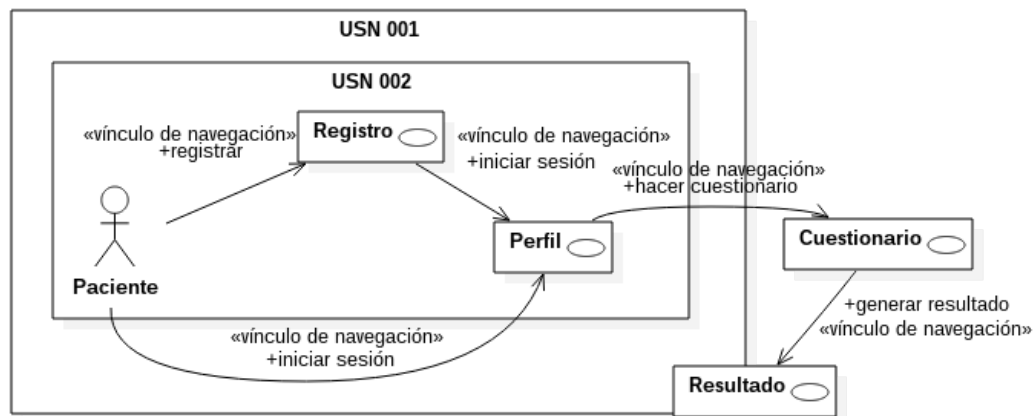 USN 001
USN 002
«vínculo de navegación»
+registrar
Registro
«vínculo de navegación»
+iniciar sesión
«vínculo de navegación»
+hacer cuestionario
Paciente
Perfil
Cuestionario
«vínculo de navegación»
+iniciar sesión
+generar resultado
«vínculo de navegación»
Resultado